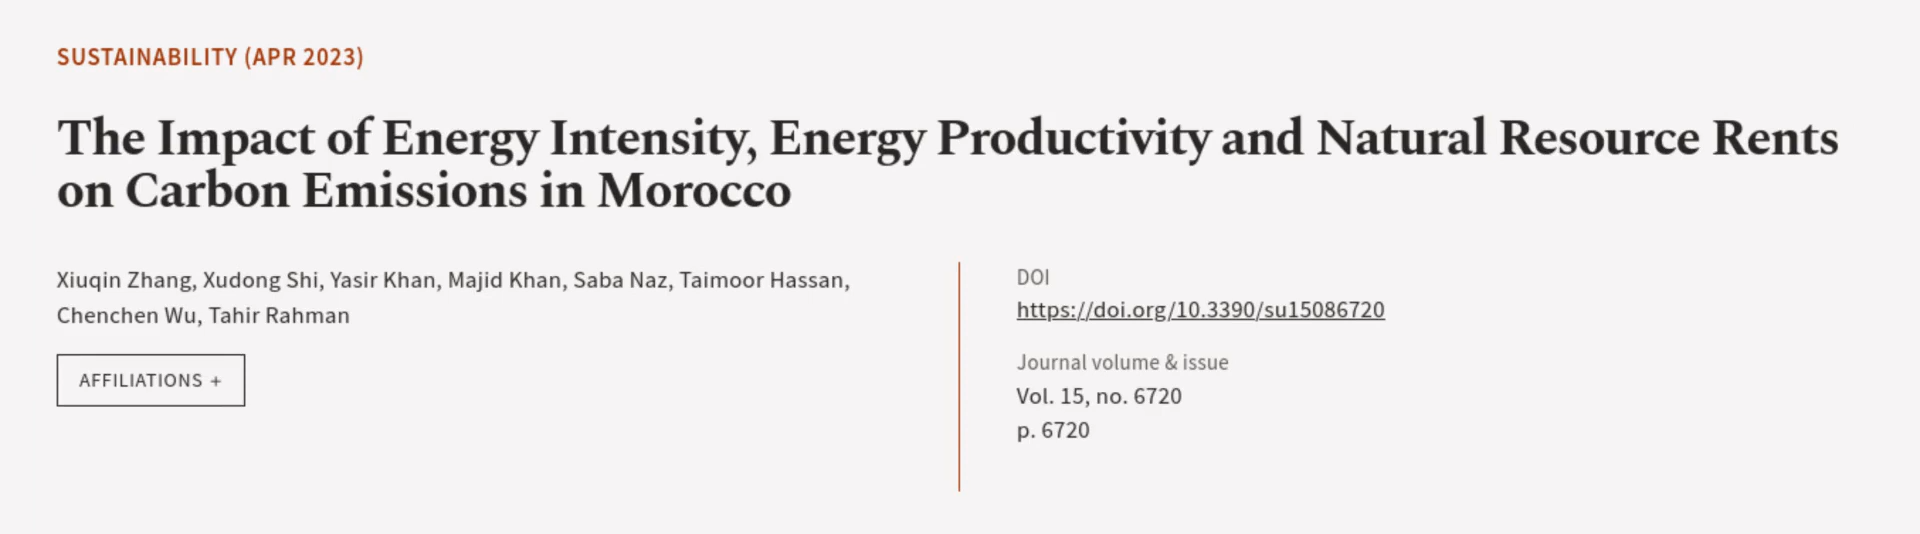 SUSTAINABILITY (APR 2023)
The Impact of Energy Intensity, Energy Productivity and Natural Resource Rents
on Carbon Emissions in Morocco
Xiuqin Zhang, Xudong Shi, Yasir Khan, Majid Khan, Saba Naz, Taimoor Hassan,
Chenchen Wu, Tahir Rahman
AFFILIATIONS +
DOI
https://doi.org/10.3390/su15086720
Journal volume & issue
Vol. 15, no. 6720
p. 6720